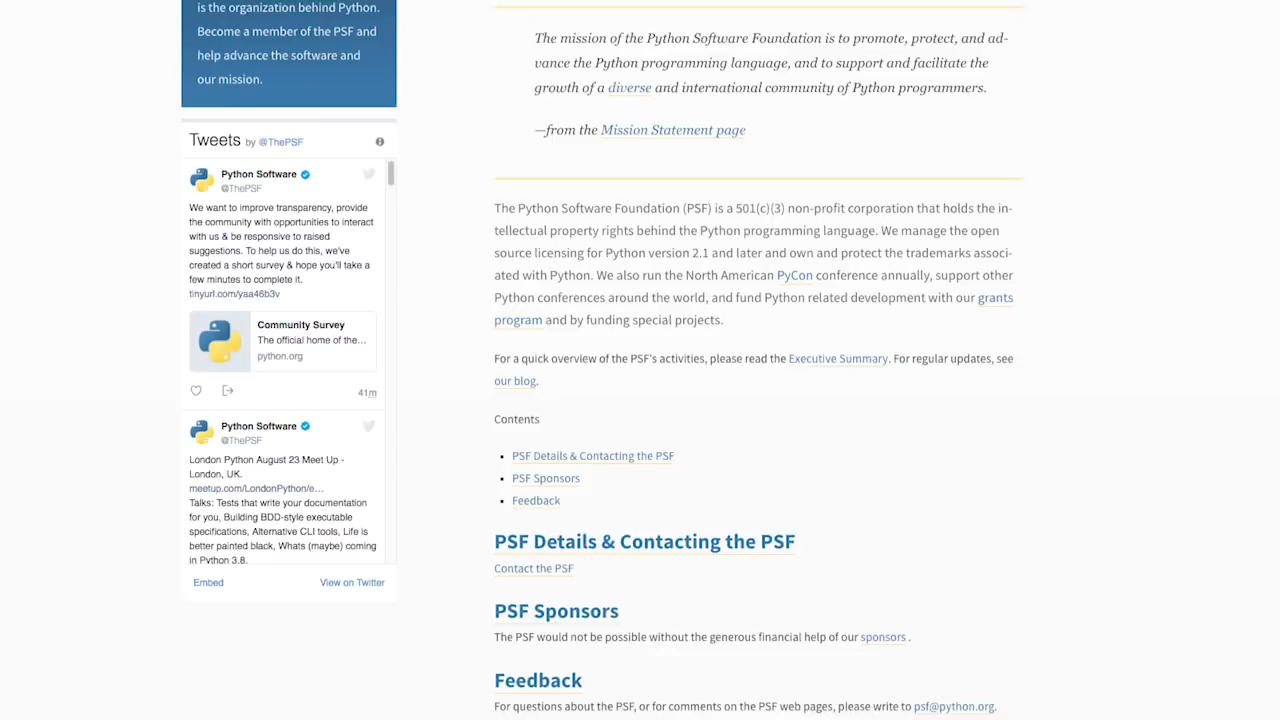 is the organization behind Python.
Become a member of the PSF and
help advance the software and
our mission.
Tweets by @ThePSF
Python Software
@ThePSF
We want to improve transparency, provide
the community with opportunities to interact
with us & be responsive to raised
suggestions. To help us do this, we've
created a short survey & hope you'll take a
few minutes to complete it.
tinyurl.com/yaa46b3v
Community Survey
The official home of the…
python.org
41m
Python Software
@ThePSF
London Python August 23 Meet Up -
London, UK.
meetup.com/LondonPython/e…
Talks: Tests that write your documentation
for you, Building BDD-style executable
specifications, Alternative CLI tools, Life is
better painted black, Whats (maybe) coming
in Python 3.8.
Embed View on Twitter
The mission of the Python Software Foundation is to promote, protect, and ad-
vance the Python programming language, and to support and facilitate the
growth of a diverse and international community of Python programmers.
—from the Mission Statement page
The Python Software Foundation (PSF) is a 501(c)(3) non-profit corporation that holds the in-
tellectual property rights behind the Python programming language. We manage the open
source licensing for Python version 2.1 and later and own and protect the trademarks associ-
ated with Python. We also run the North American PyCon conference annually, support other
Python conferences around the world, and fund Python related development with our grants
program and by funding special projects.
For a quick overview of the PSF's activities, please read the Executive Summary. For regular updates, see
our blog.
Contents
PSF Details & Contacting the PSF
PSF Sponsors
Feedback
PSF Details & Contacting the PSF
Contact the PSF
PSF Sponsors
The PSF would not be possible without the generous financial help of our sponsors .
Feedback
For questions about the PSF, or for comments on the PSF web pages, please write to psf@python.org.